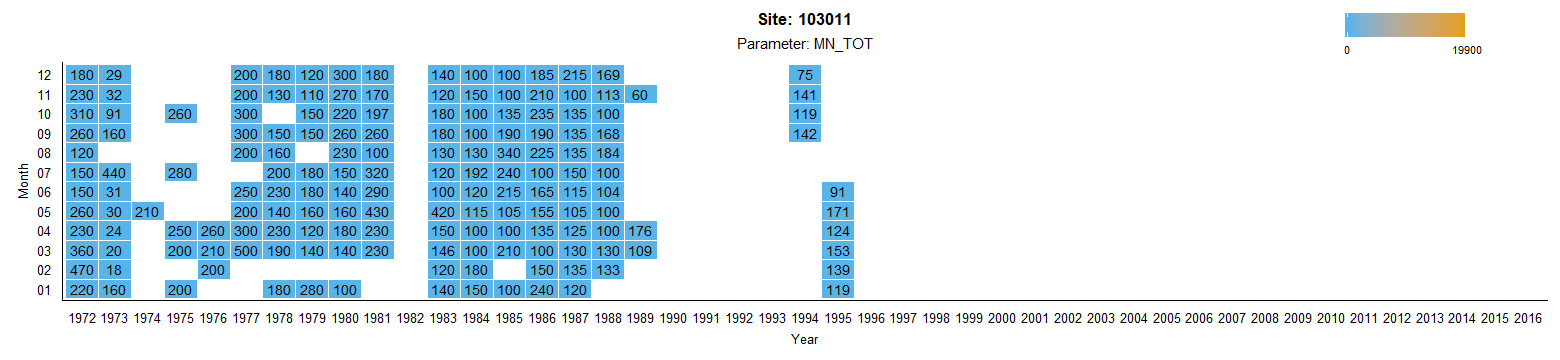 Site: 103011
Parameter: MN_TOT
0 19900
12 180 29 200 180 120 300 180 140 100 100 185 215 169 75
11 230 32 200 130 110 270 170 120 150 100 210 100 113 60 141
10 310 91 260 300 150 220 197 180 100 135 235 135 100 119
09 260 160 300 150 150 260 260 180 100 190 190 135 168 142
08 120 200 160 230 100 130 130 340 225 135 184
07 150 440 280 200 180 150 320 120 192 240 100 150 100
06 150 31 250 230 180 140 290 100 120 215 165 115 104 91
05 260 30 210 200 140 160 160 430 420 115 105 155 105 100 171
04 230 24 250 260 300 230 120 180 230 150 100 100 135 125 100 176 124
03 360 20 200 210 500 190 140 140 230 146 100 210 100 130 130 109 153
02 470 18 200 120 180 150 135 133 139
01 220 160 200 180 280 100 140 150 100 240 120 119
Month
1972 1973 1974 1975 1976 1977 1978 1979 1980 1981 1982 1983 1984 1985 1986 1987 1988 1989 1990 1991 1992 1993 1994 1995 1996 1997 1998 1999 2000 2001 2002 2003 2004 2005 2006 2007 2008 2009 2010 2011 2012 2013 2014 2015 2016
Year